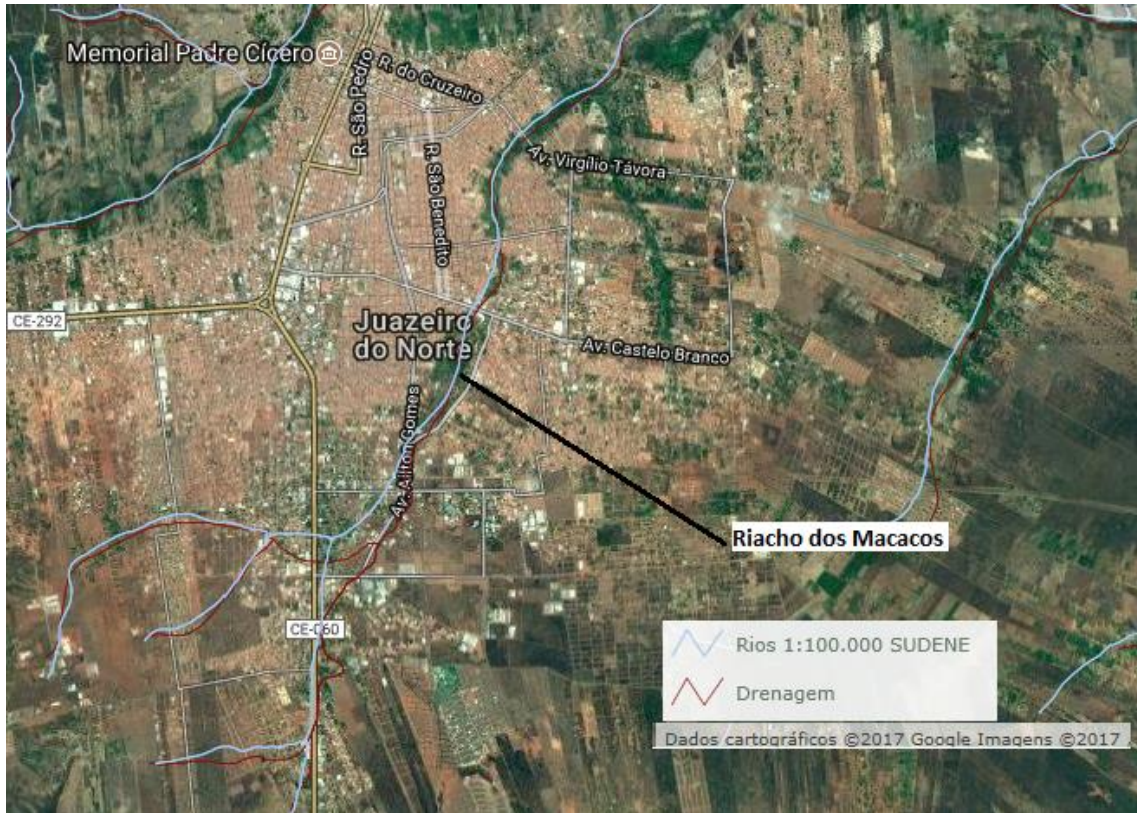 Memorial Padre Cícero
R. do Cruzeiro
R. São Pedro
Av. Virgílio Távora
R. São Benedito
CE-292
Juazeiro
do Norte
Av. Castelo Branco
Av. Ailton Gomes
Riacho dos Macacos
CE-060
Rios 1:100.000 SUDENE
Drenagem
Dados cartográficos ©2017 Google Imagens ©2017